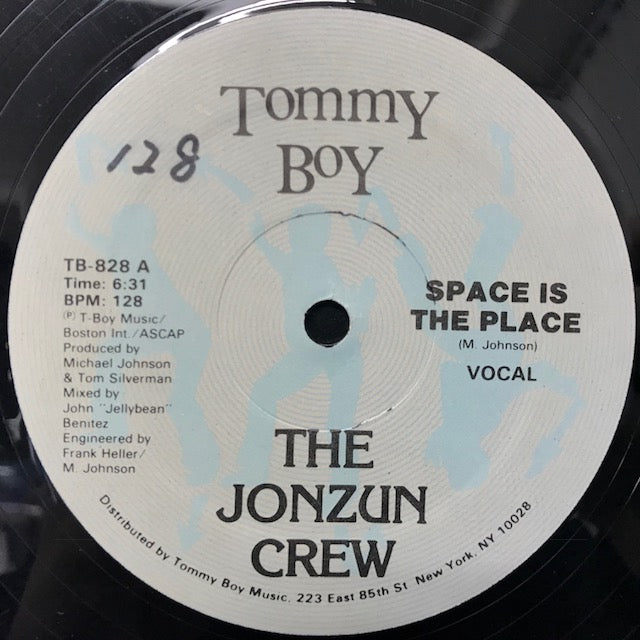 Tommy
Boy
128
TB-828 A
Time: 6:31
BPM: 128
Ⓟ T-Boy Music/
Boston Int./ASCAP
Produced by
Michael Johnson
& Tom Silverman
Mixed by
John "Jellybean"
Benitez
Engineered by
Frank Heller/
M. Johnson
SPACE IS
THE PLACE
(M. Johnson)
VOCAL
THE
JONZUN
CREW
Distributed by Tommy Boy Music, 223 East 85th St. New York, NY 10028